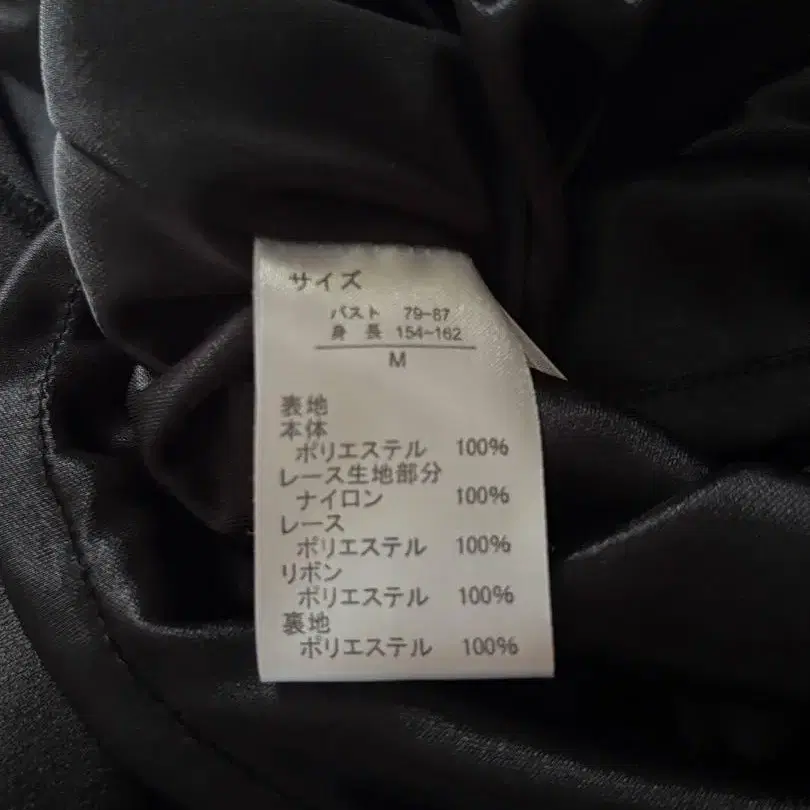 サイズ
バスト 79-87
身長 154-162
M
表地
本体
ポリエステル 100%
レース生地部分
ナイロン 100%
レース
ポリエステル 100%
リボン
ポリエステル 100%
裏地
ポリエステル 100%